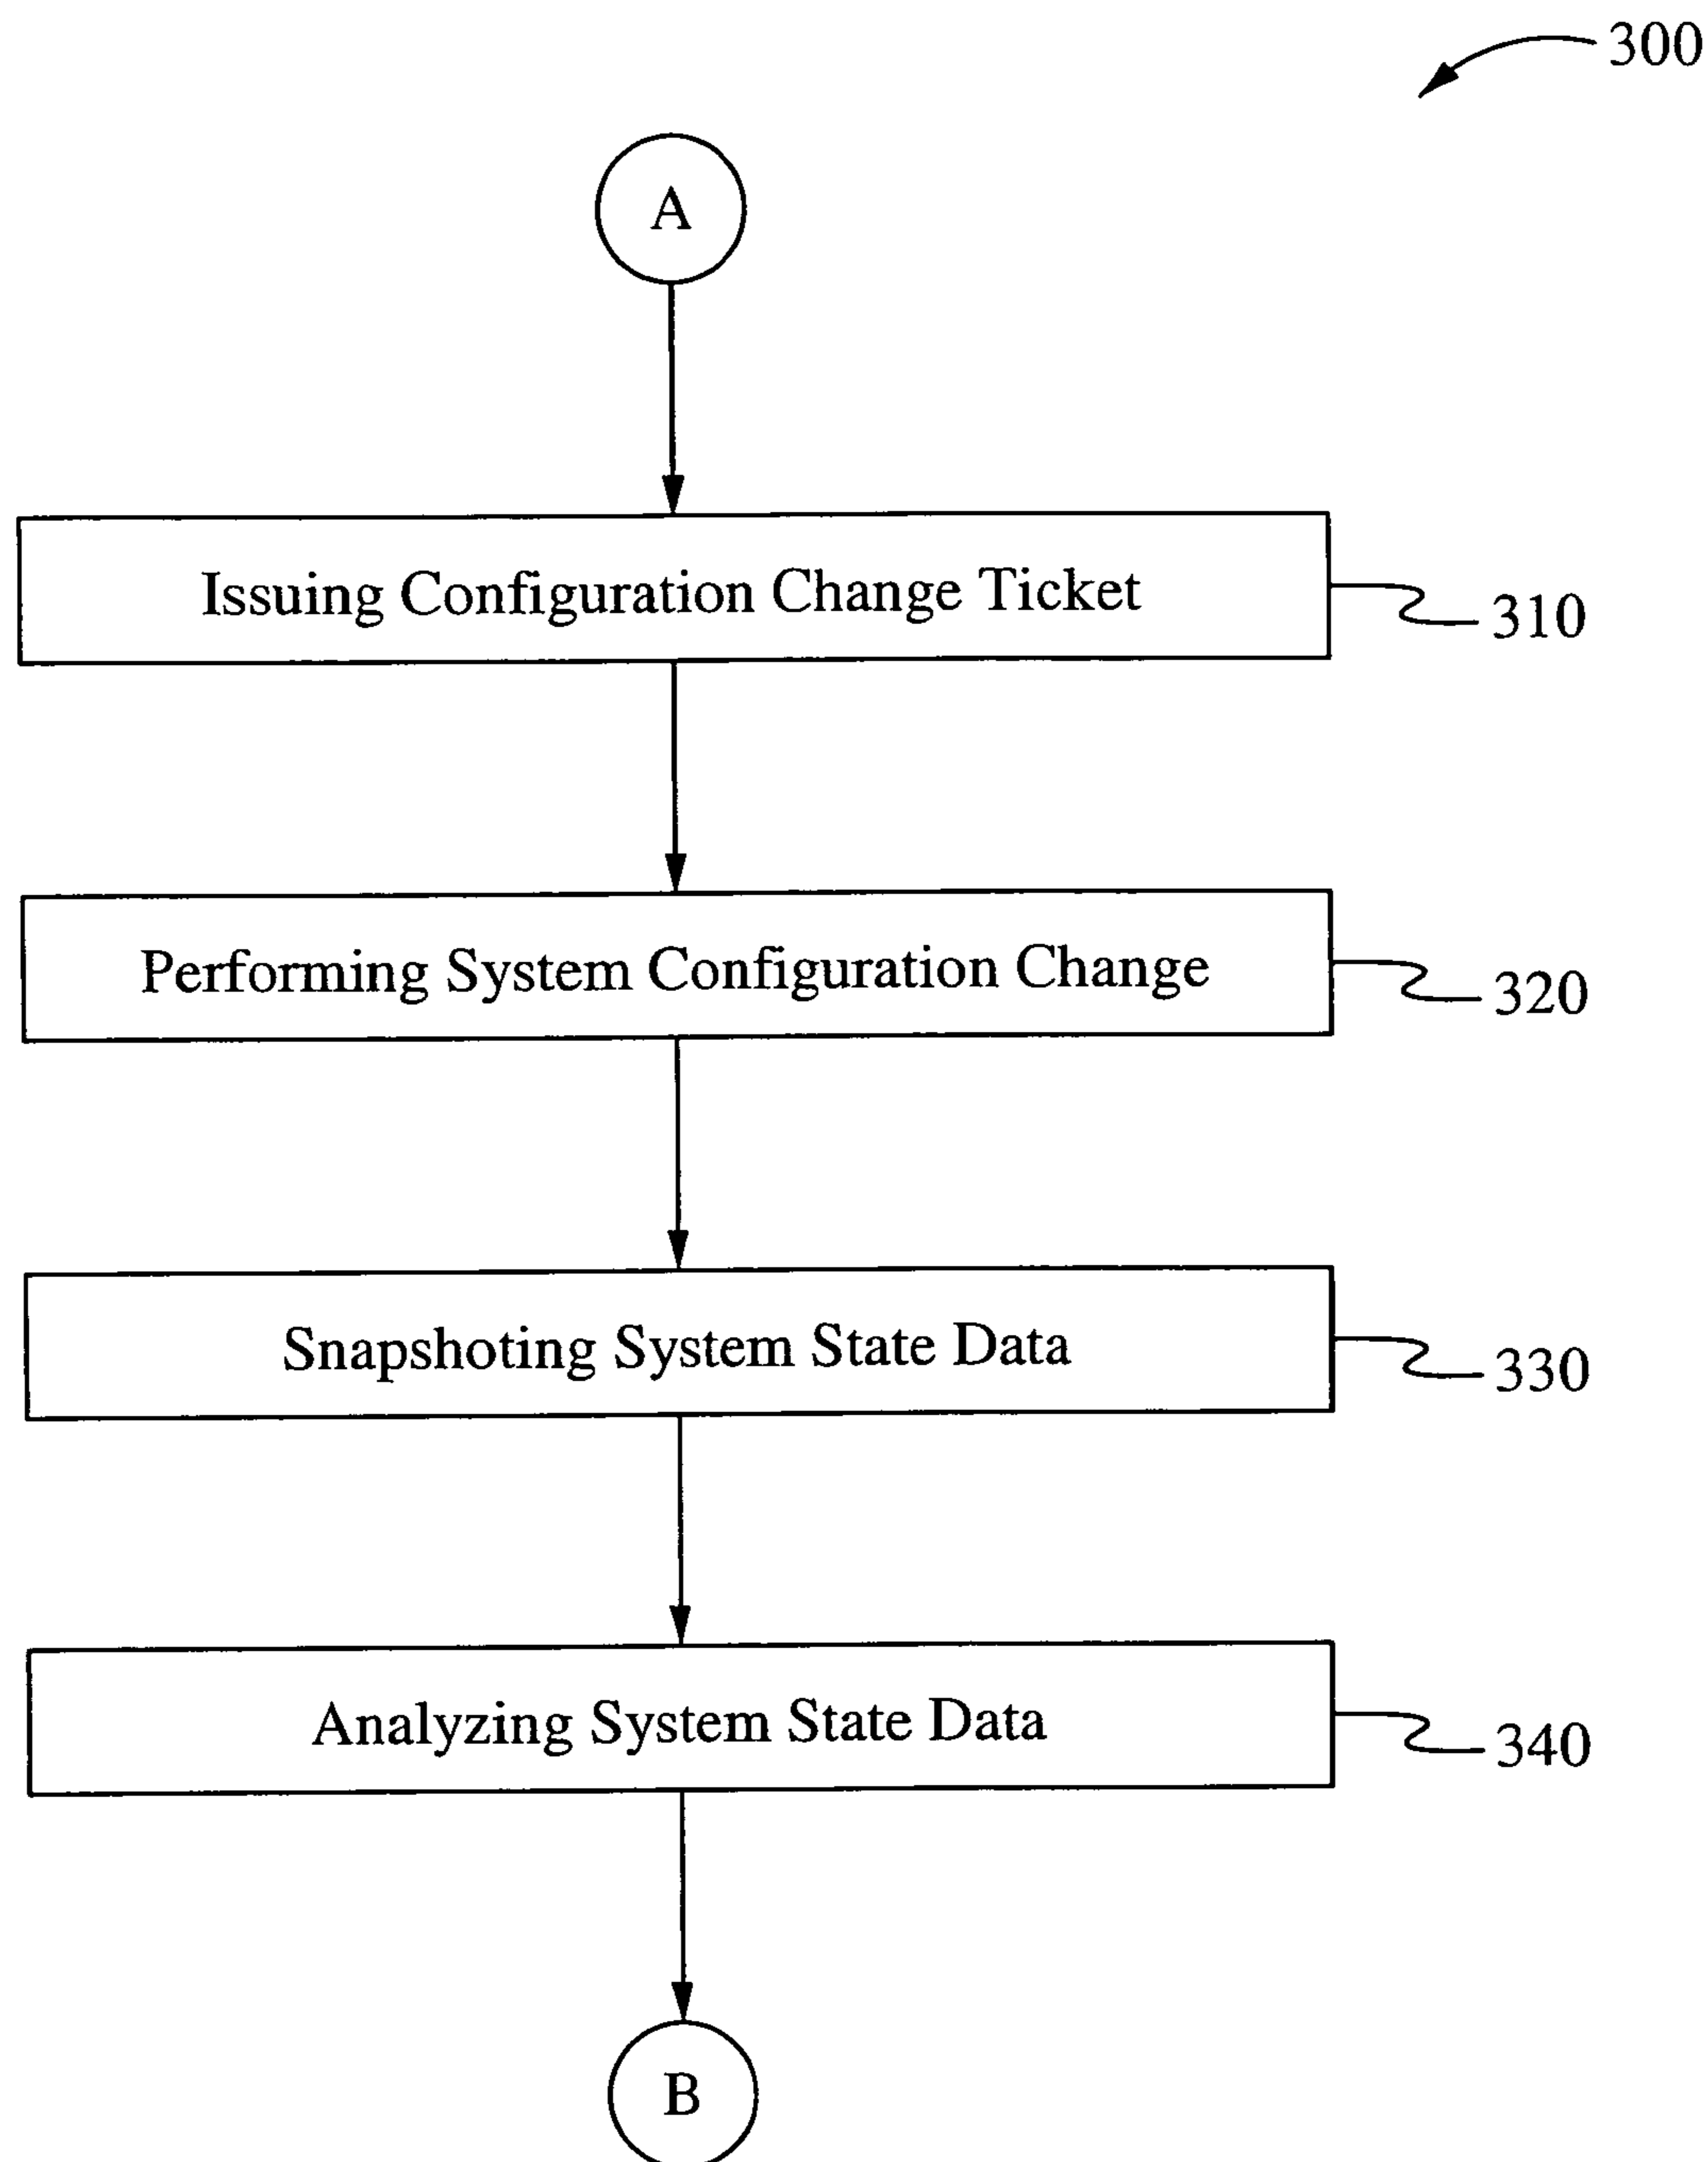 300
A
Issuing Configuration Change Ticket
310
Performing System Configuration Change
320
Snapshoting System State Data
330
Analyzing System State Data
340
B